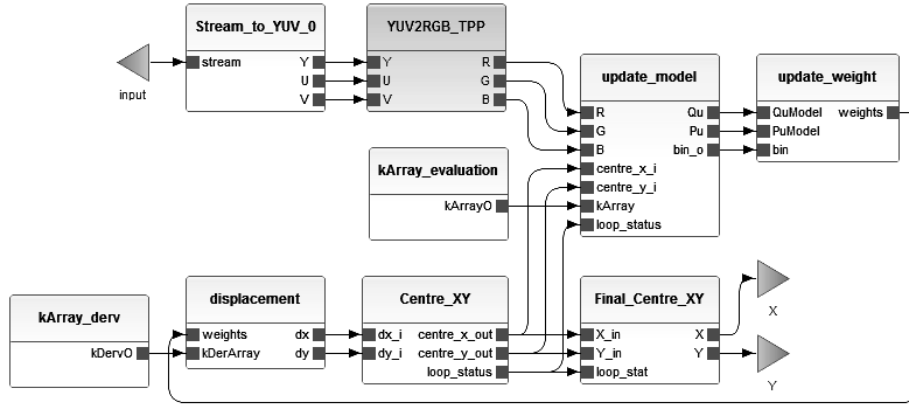 Stream_to_YUV_0
stream
Y
U
V
input
YUV2RGB_TPP
Y
U
V
R
G
B
update_model
R
G
B
centre_x_i
centre_y_i
kArray
loop_status
Qu
Pu
bin_o
update_weight
QuModel
PuModel
bin
weights
kArray_evaluation
kArrayO
kArray_derv
kDervO
displacement
weights
kDerArray
dx
dy
Centre_XY
dx_i
dy_i
centre_x_out
centre_y_out
loop_status
Final_Centre_XY
X_in
Y_in
loop_stat
X
Y
X
Y